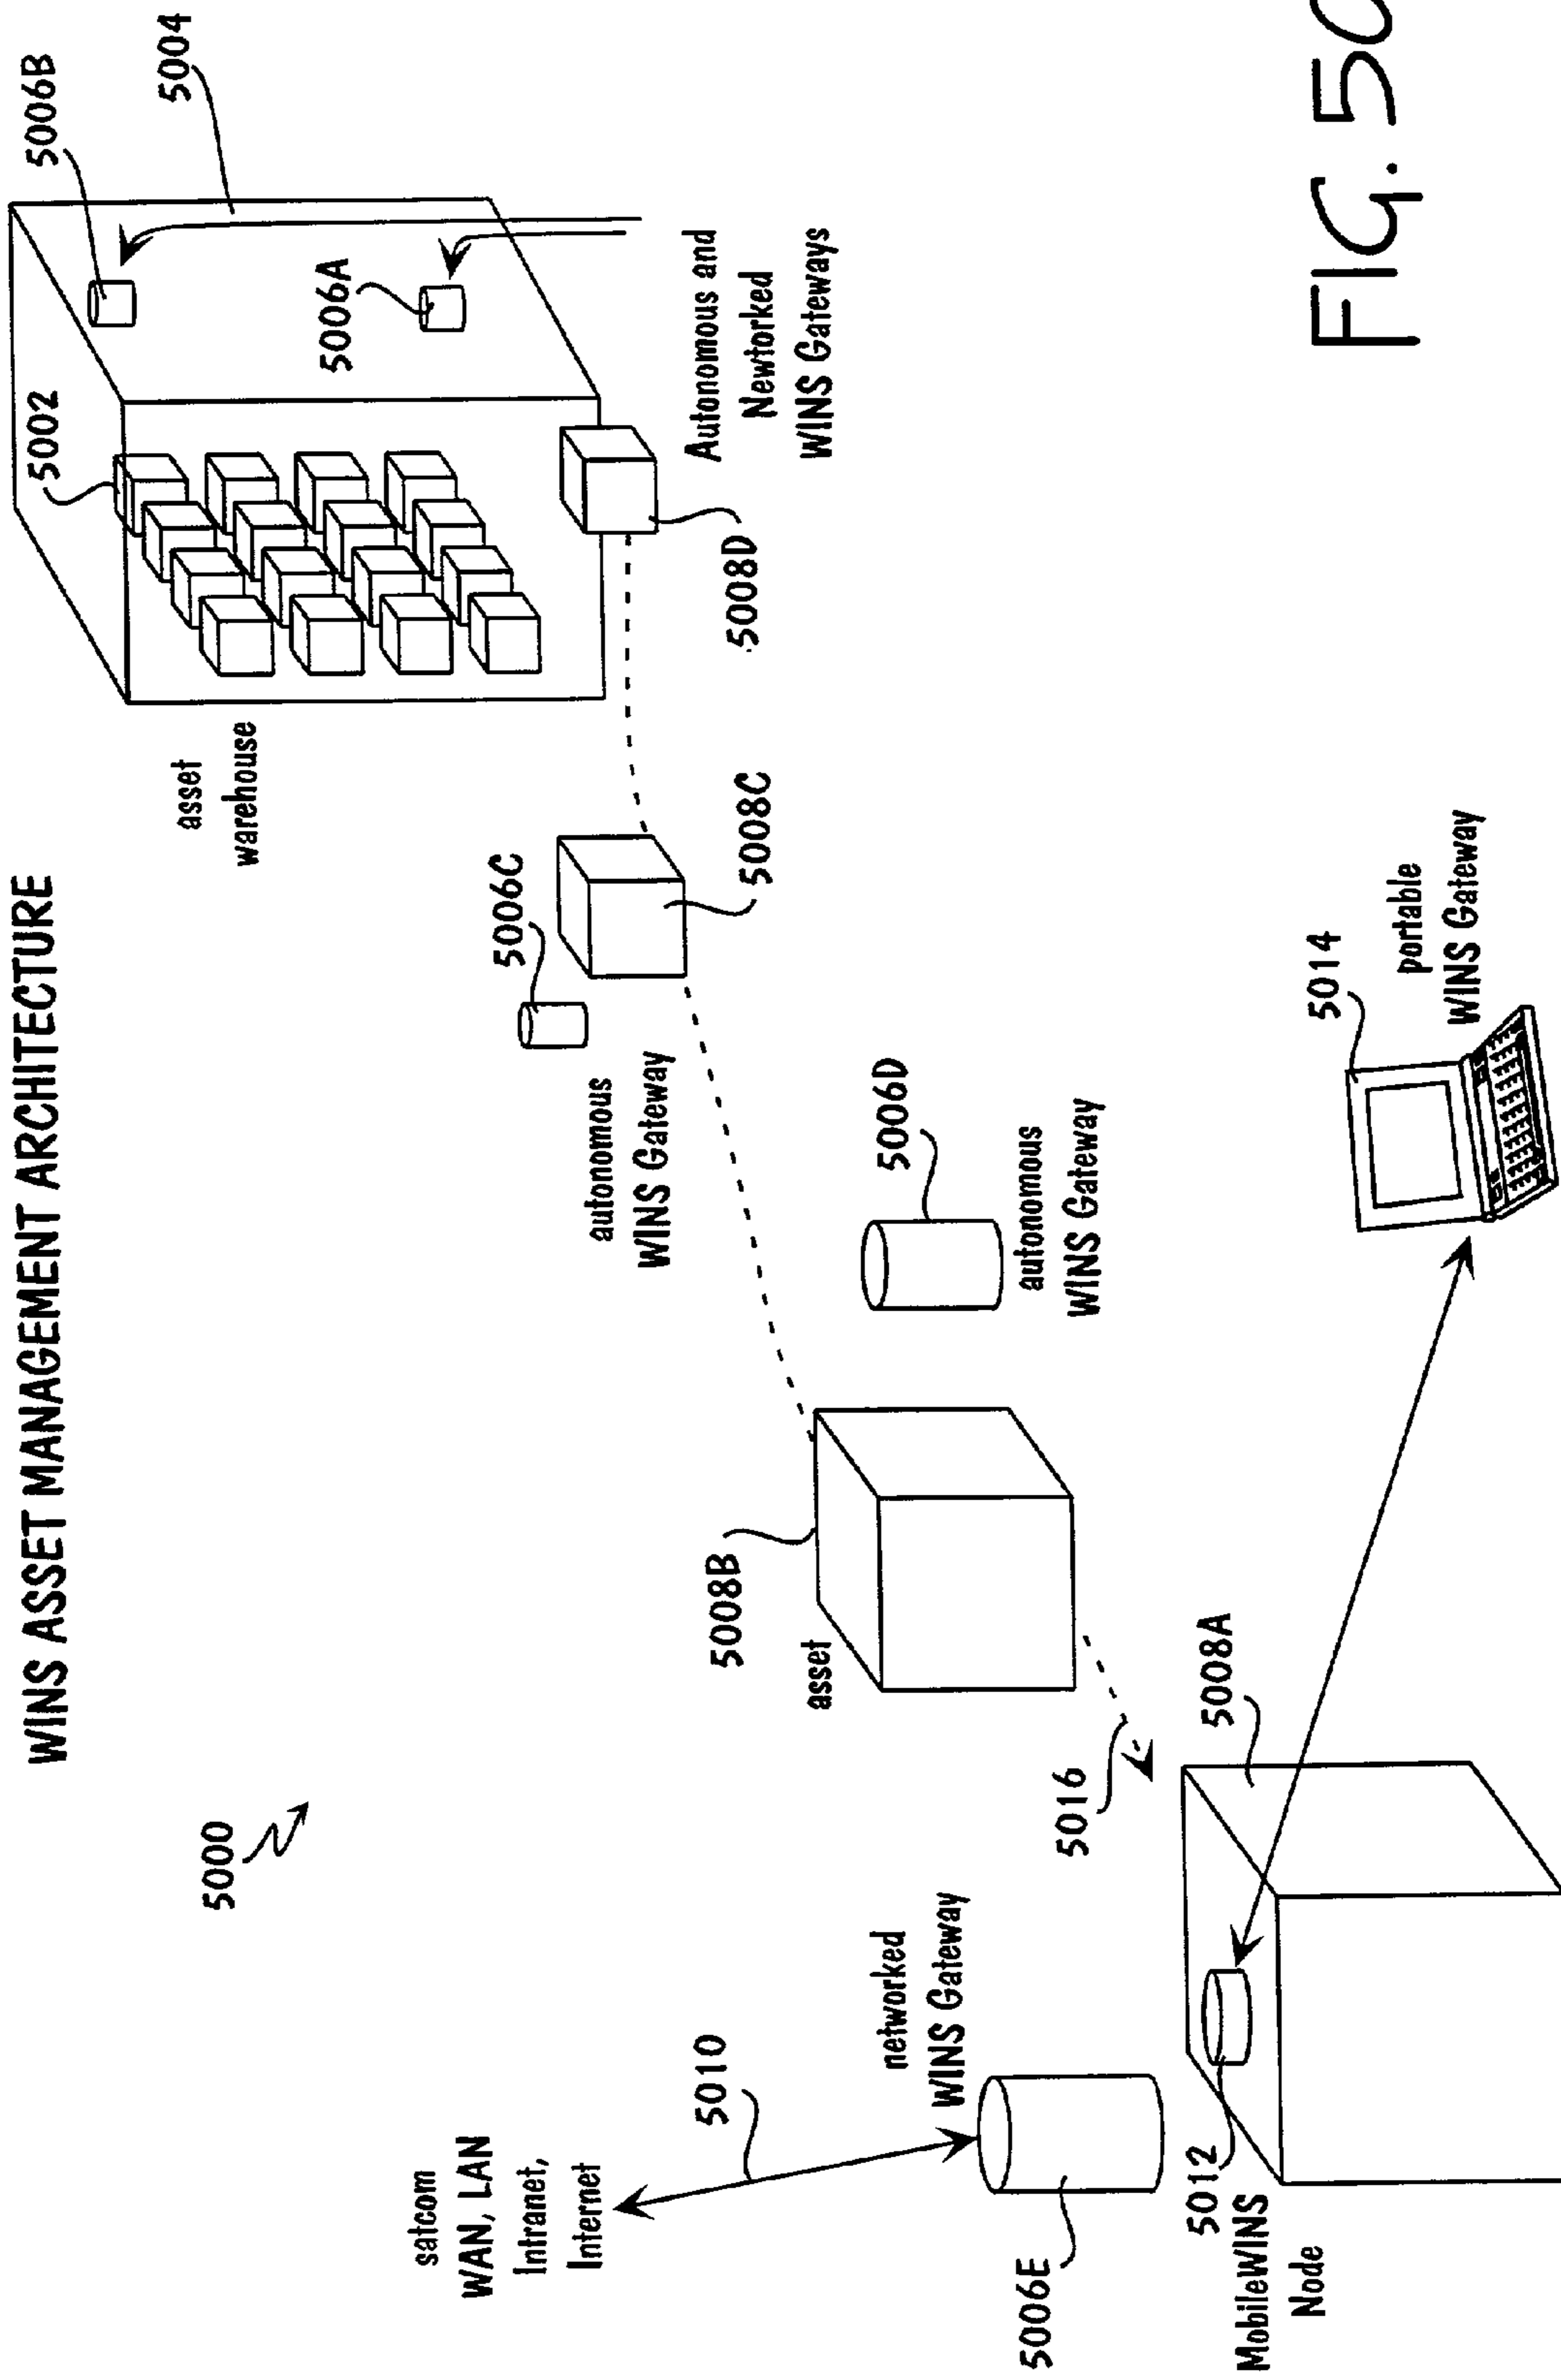 WINS ASSET MANAGEMENT ARCHITECTURE
5000
satcom
WAN, LAN
Intranet,
Internet
5010
networked
WINS Gateway
5006E
MobileWINS
Node
5012
5008A
5016
asset
5008B
autonomous
WINS Gateway
5006D
autonomous
WINS Gateway
5006C
5008C
asset
warehouse
5002
5006B
5004
5006A
Autonomous and
Newtorked
WINS Gateways
5008D
5014
portable
WINS Gateway
FIG. 50